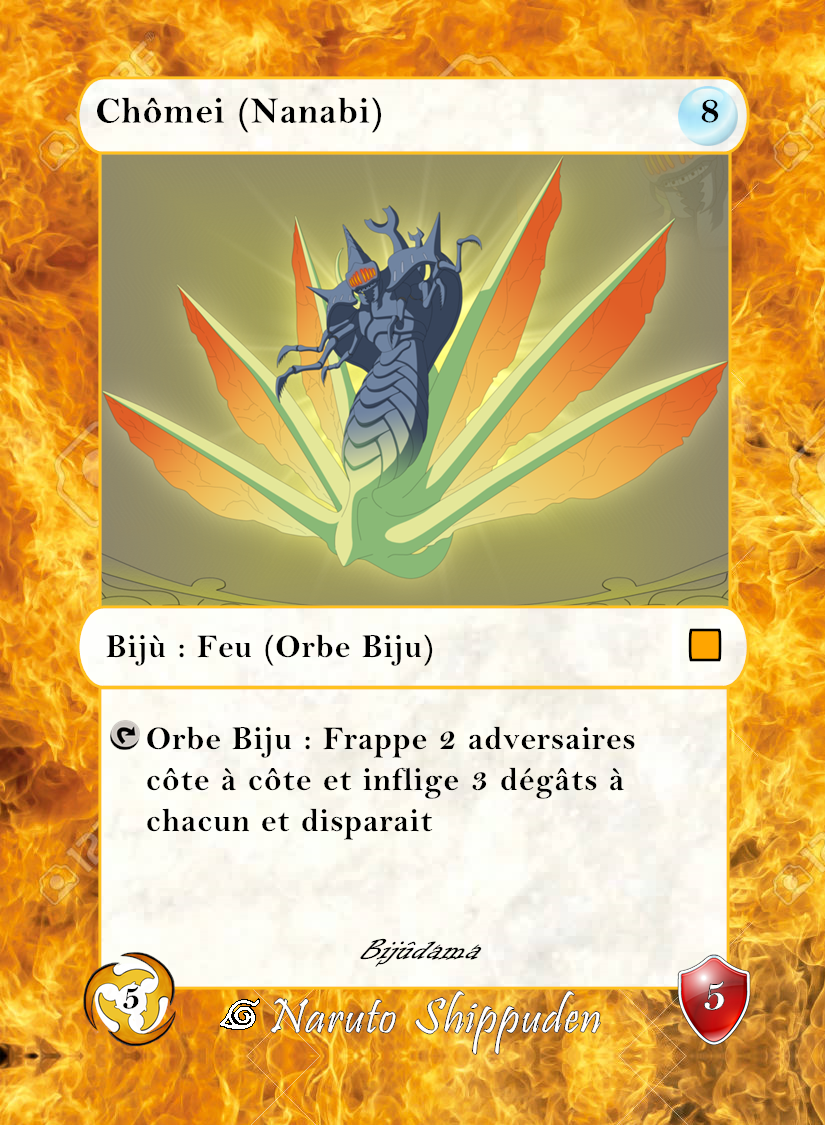 Chômei (Nanabi)
8
Bijù : Feu (Orbe Biju)
Orbe Biju : Frappe 2 adversaires
côte à côte et inflige 3 dégâts à
chacun et disparait
Bijûdama
5
Naruto Shippuden
5